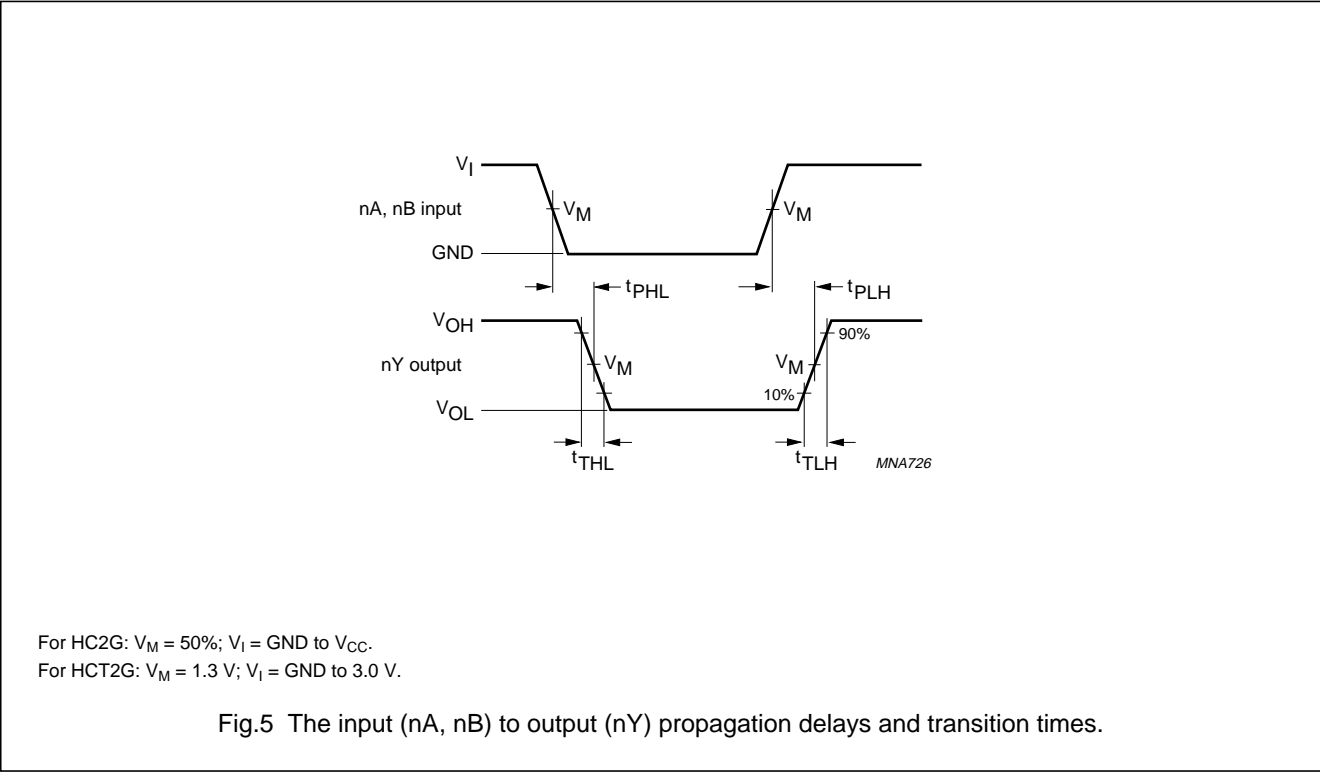 VI
nA, nB input
VM
VM
GND
tPHL
tPLH
VOH
90%
nY output
VM
VM
10%
VOL
tTHL
tTLH
MNA726
For HC2G: VM = 50%; VI = GND to VCC.
For HCT2G: VM = 1.3 V; VI = GND to 3.0 V.
Fig.5 The input (nA, nB) to output (nY) propagation delays and transition times.